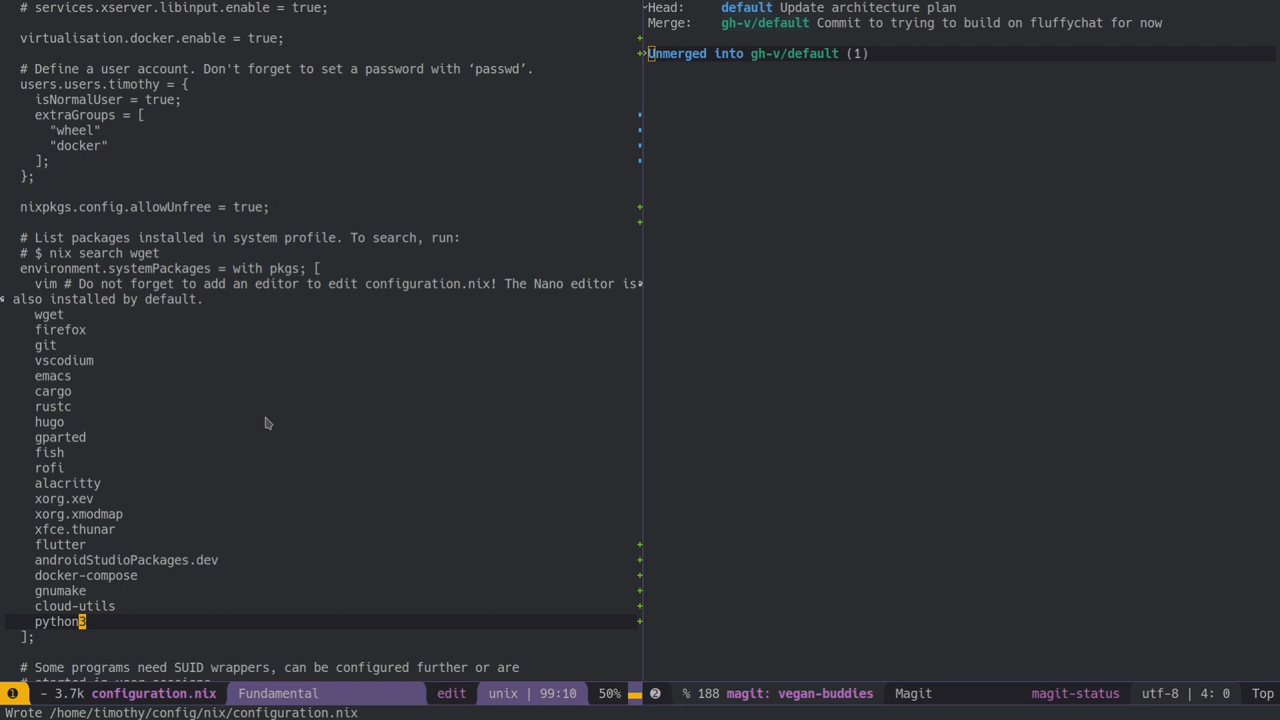 # services.xserver.libinput.enable = true;
virtualisation.docker.enable = true;
# Define a user account. Don't forget to set a password with ‘passwd’.
users.users.timothy = {
isNormalUser = true;
extraGroups = [
"wheel"
"docker"
];
};
nixpkgs.config.allowUnfree = true;
# List packages installed in system profile. To search, run:
# $ nix search wget
environment.systemPackages = with pkgs; [
vim # Do not forget to add an editor to edit configuration.nix! The Nano editor is
also installed by default.
wget
firefox
git
vscodium
emacs
cargo
rustc
hugo
gparted
fish
rofi
alacritty
xorg.xev
xorg.xmodmap
xfce.thunar
flutter
androidStudioPackages.dev
docker-compose
gnumake
cloud-utils
python3
];
# Some programs need SUID wrappers, can be configured further or are
# started in user sessions.
❶ - 3.7k configuration.nix Fundamental edit unix | 99:10 50%
Head: default Update architecture plan
Merge: gh-v/default Commit to trying to build on fluffychat for now
Unmerged into gh-v/default (1)
❷ % 188 magit: vegan-buddies Magit magit-status utf-8 | 4: 0 Top
Wrote /home/timothy/config/nix/configuration.nix